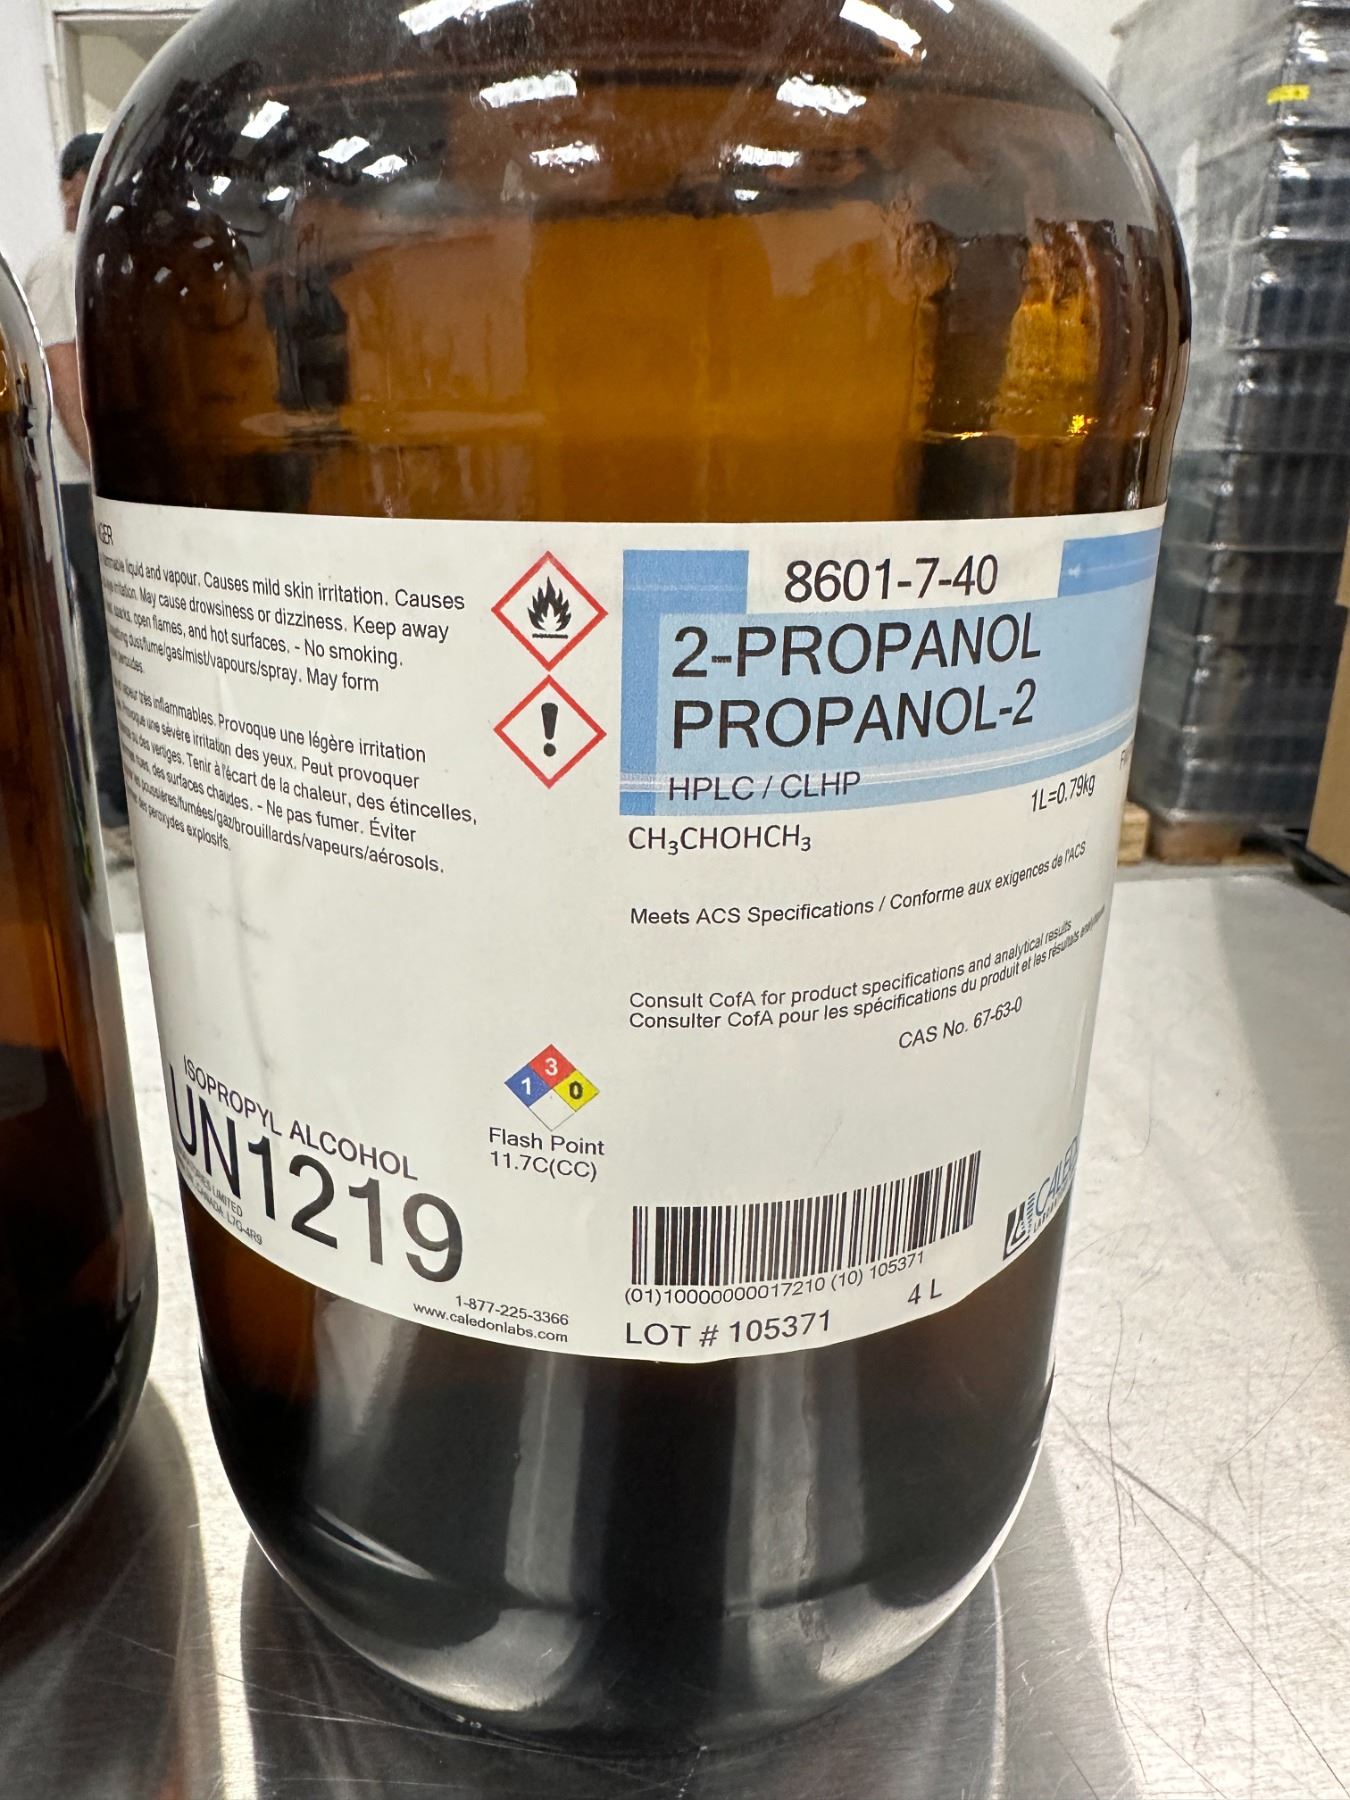 liquid and vapour. Causes mild skin irritation. Causes
irritation. May cause drowsiness or dizziness. Keep away
sparks, open flames, and hot surfaces. - No smoking.
dust/fume/gas/mist/vapours/spray. May form
très inflammables. Provoque une légère irritation
une sévère irritation des yeux. Peut provoquer
ou des vertiges. Tenir à l'écart de la chaleur, des étincelles,
des surfaces chaudes. - Ne pas fumer. Éviter
poussières/fumées/gaz/brouillards/vapeurs/aérosols.
peroxydes explosifs.
ISOPROPYL ALCOHOL
UN1219
LIMITED
CANADA L7G-4R9
1-877-225-3366
www.caledonlabs.com
1
3
0
Flash Point
11.7C(CC)
8601-7-40
2-PROPANOL
PROPANOL-2
HPLC / CLHP
1L=0.79kg
CH₃CHOHCH₃
Meets ACS Specifications / Conforme aux exigences de l'ACS
Consult CofA for product specifications and analytical results
Consulter CofA pour les spécifications du produit et les résultats
CAS No. 67-63-0
(01)10000000017210 (10) 105371
LOT # 105371
4 L